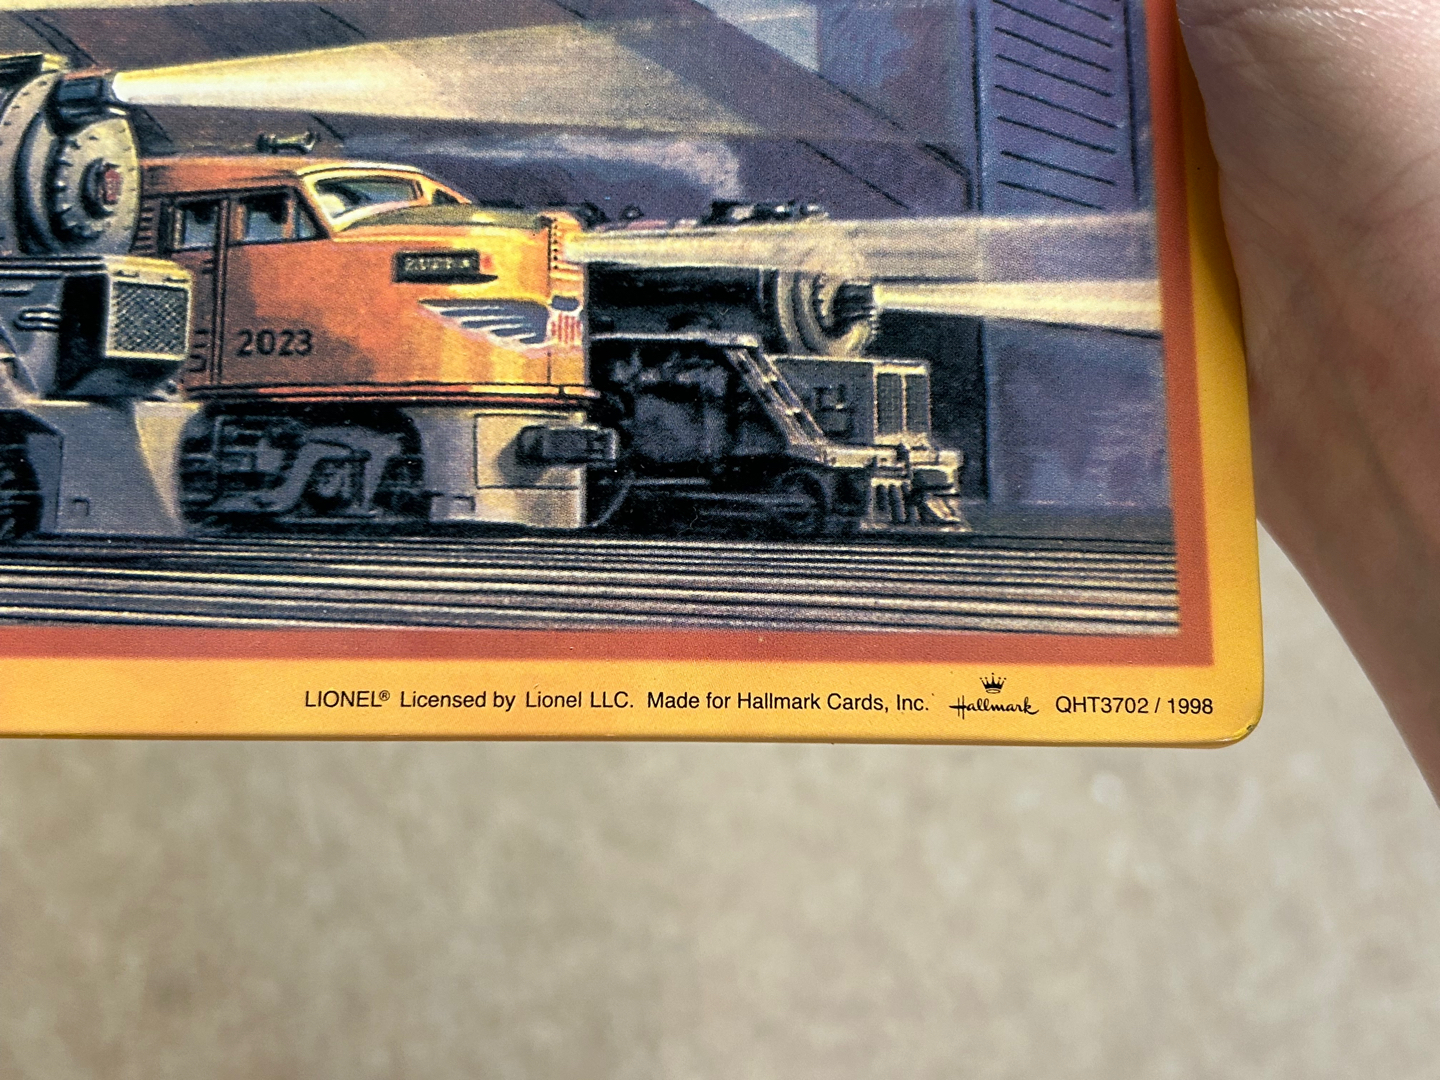 2023
LIONEL® Licensed by Lionel LLC. Made for Hallmark Cards, Inc. Hallmark QHT3702 / 1998